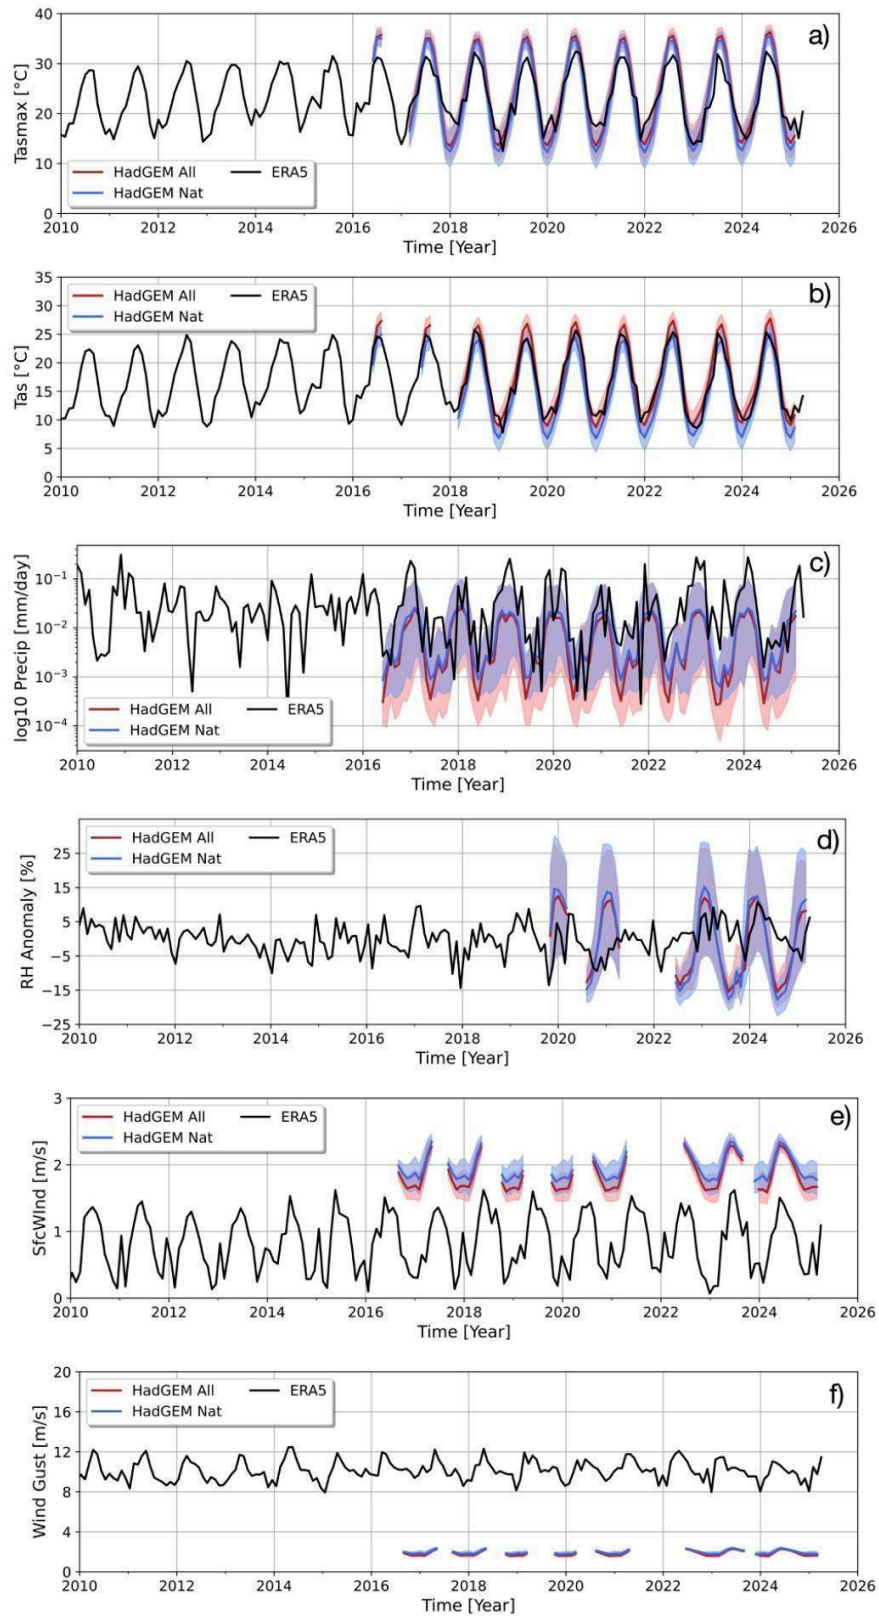 a)
Tasmax [°C]
40
30
20
10
0
HadGEM All
HadGEM Nat
ERA5
2010 2012 2014 2016 2018 2020 2022 2024 2026
Time [Year]
b)
Tas [°C]
35
30
25
20
15
10
5
0
HadGEM All
HadGEM Nat
ERA5
2010 2012 2014 2016 2018 2020 2022 2024 2026
Time [Year]
c)
log10 Precip [mm/day]
10⁻¹
10⁻²
10⁻³
10⁻⁴
HadGEM All
HadGEM Nat
ERA5
2010 2012 2014 2016 2018 2020 2022 2024 2026
Time [Year]
d)
RH Anomaly [%]
25
15
5
−5
−15
−25
HadGEM All
HadGEM Nat
ERA5
2010 2012 2014 2016 2018 2020 2022 2024 2026
Time [Year]
e)
SfcWInd [m/s]
3
2
1
0
HadGEM All
HadGEM Nat
ERA5
2010 2012 2014 2016 2018 2020 2022 2024 2026
Time [Year]
f)
Wind Gust [m/s]
20
16
12
8
4
0
HadGEM All
HadGEM Nat
ERA5
2010 2012 2014 2016 2018 2020 2022 2024 2026
Time [Year]